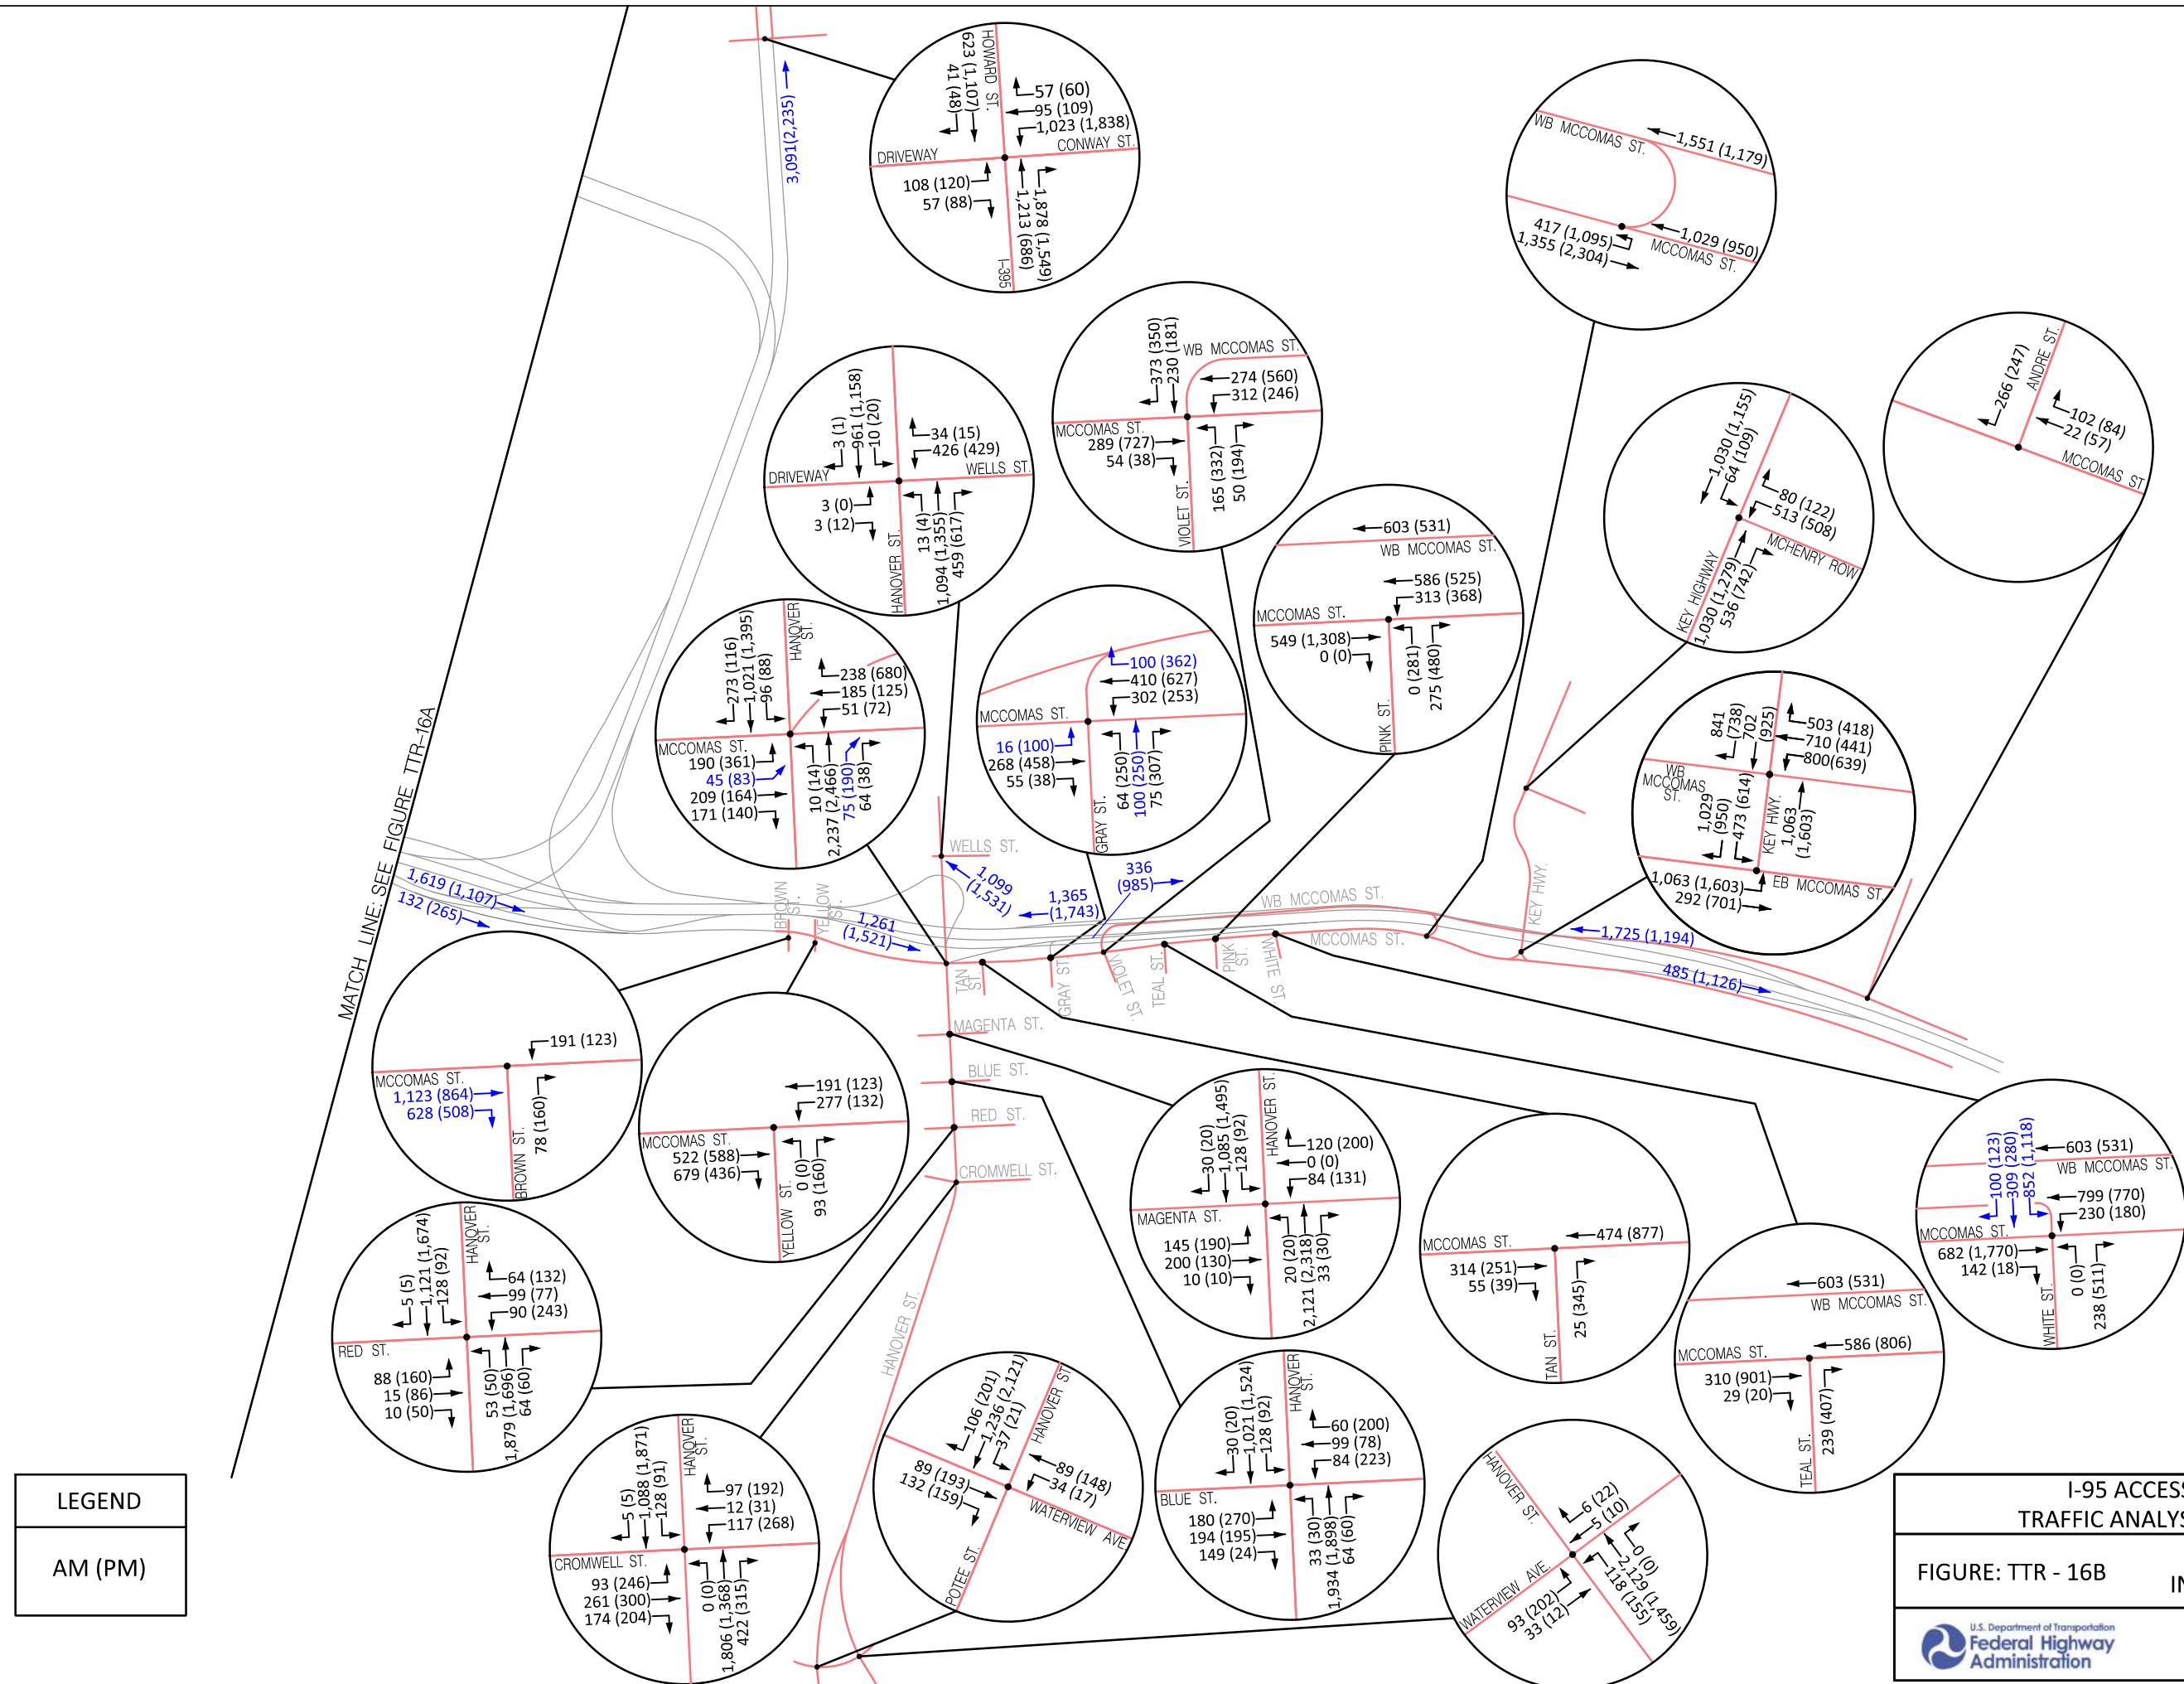 3,091(2,235)
HOWARD ST.
623 (1,107)
41 (48)
57 (60)
95 (109)
1,023 (1,838)
DRIVEWAY
CONWAY ST.
108 (120)
57 (88)
1,878 (1,549)
1,213 (686)
I-395
WB MCCOMAS ST.
1,551 (1,179)
417 (1,095)
1,355 (2,304)
1,029 (950)
MCCOMAS ST.
373 (350)
230 (181)
WB MCCOMAS ST.
274 (560)
312 (246)
MCCOMAS ST.
289 (727)
54 (38)
VIOLET ST.
165 (332)
50 (194)
3 (1)
961 (1,158)
10 (20)
34 (15)
426 (429)
DRIVEWAY
WELLS ST.
3 (0)
3 (12)
HANOVER ST.
13 (4)
1,094 (1,355)
459 (617)
266 (247)
ANDRE ST.
102 (84)
22 (57)
MCCOMAS ST
1,030 (1,155)
64 (109)
80 (122)
513 (508)
MCHENRY ROW
KEY HIGHWAY
1,030 (1,279)
536 (742)
603 (531)
WB MCCOMAS ST.
586 (525)
313 (368)
MCCOMAS ST.
549 (1,308)
0 (0)
PINK ST.
0 (281)
275 (480)
273 (116)
1,021 (1,395)
96 (88)
HANOVER
ST.
238 (680)
185 (125)
51 (72)
MCCOMAS ST.
190 (361)
45 (83)
209 (164)
171 (140)
10 (14)
2,237 (2,466)
75 (190)
64 (38)
100 (362)
410 (627)
302 (253)
MCCOMAS ST.
16 (100)
268 (458)
55 (38)
GRAY ST.
64 (250)
100 (250)
75 (307)
841
(738)
702
(925)
503 (418)
710 (441)
800(639)
WB
MCCOMAS
ST.
1,029
(950)
473 (614)
KEY HWY.
1,063
(1,603)
1,063 (1,603)
292 (701)
EB MCCOMAS ST.
MATCH LINE: SEE FIGURE TTR-16A
1,619 (1,107)
132 (265)
WELLS ST.
1,099
(1,531)
BROWN
ST.
YELLOW
ST.
1,261
(1,521)
1,365
(1,743)
336
(985)
WB MCCOMAS ST.
MCCOMAS ST.
KEY HWY.
1,725 (1,194)
485 (1,126)
TAN
ST.
GRAY ST.
VIOLET ST.
TEAL ST.
PINK
ST.
WHITE ST.
MAGENTA ST.
BLUE ST.
RED ST.
CROMWELL ST.
HANOVER ST.
191 (123)
MCCOMAS ST.
1,123 (864)
628 (508)
BROWN ST.
78 (160)
191 (123)
277 (132)
MCCOMAS ST.
522 (588)
679 (436)
YELLOW ST.
0 (0)
93 (160)
30 (20)
1,085 (1,495)
128 (92)
HANOVER ST.
120 (200)
0 (0)
84 (131)
MAGENTA ST.
145 (190)
200 (130)
10 (10)
20 (20)
2,121 (2,318)
33 (30)
474 (877)
MCCOMAS ST.
314 (251)
55 (39)
TAN ST.
25 (345)
100 (123)
309 (280)
852 (1,118)
603 (531)
WB MCCOMAS ST.
799 (770)
230 (180)
MCCOMAS ST.
682 (1,770)
142 (18)
WHITE ST.
0 (0)
238 (511)
603 (531)
WB MCCOMAS ST.
586 (806)
MCCOMAS ST.
310 (901)
29 (20)
TEAL ST.
239 (407)
5 (5)
1,121 (1,674)
128 (92)
HANOVER
ST.
64 (132)
99 (77)
90 (243)
RED ST.
88 (160)
15 (86)
10 (50)
53 (50)
1,879 (1,696)
64 (60)
5 (5)
1,088 (1,871)
128 (91)
HANOVER
ST.
97 (192)
12 (31)
117 (268)
CROMWELL ST.
93 (246)
261 (300)
174 (204)
0 (0)
1,806 (1,368)
422 (315)
106 (201)
1,236 (2,121)
37 (21)
HANOVER ST
89 (193)
132 (159)
89 (148)
34 (17)
WATERVIEW AVE.
POTEE ST.
30 (20)
1,021 (1,524)
128 (92)
HANOVER
ST.
60 (200)
99 (78)
84 (223)
BLUE ST.
180 (270)
194 (195)
149 (24)
33 (30)
1,934 (1,898)
64 (60)
HANOVER ST.
6 (22)
5 (10)
0 (0)
2,129 (1,459)
118 (155)
WATERVIEW AVE.
93 (202)
33 (12)
LEGEND
AM (PM)
I-95 ACCESS
TRAFFIC ANALYS
FIGURE: TTR - 16B
IN
U.S. Department of Transportation
Federal Highway
Administration